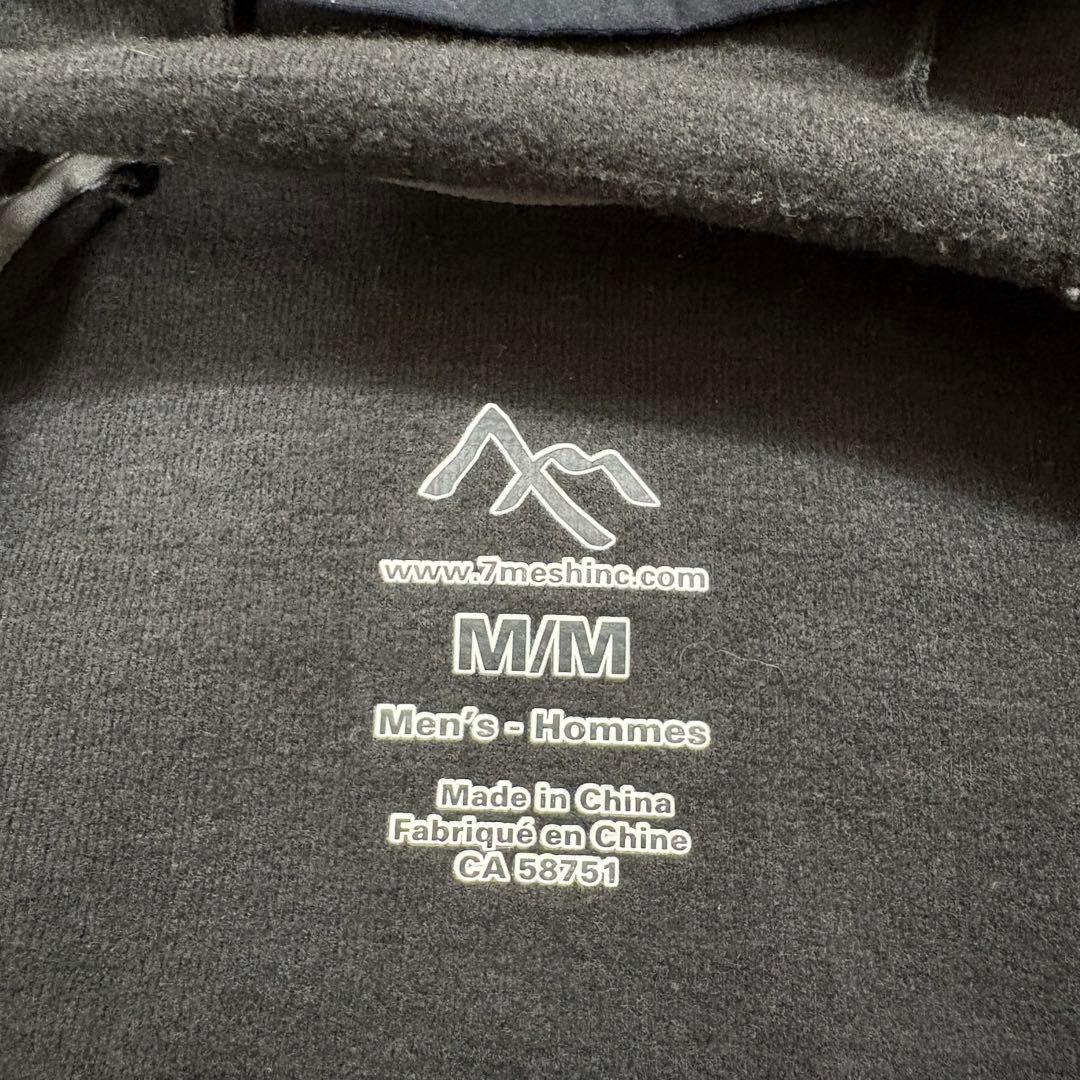 www.7meshinc.com
M/M
Men's - Hommes
Made in China
Fabriqué en Chine
CA 58751